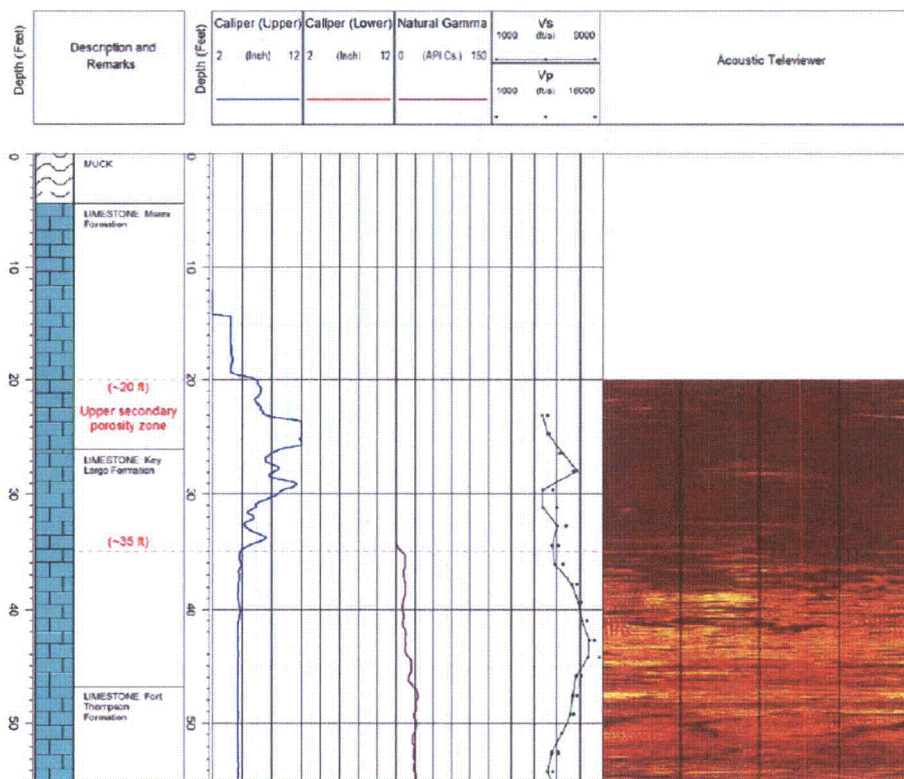 Depth (Feet)
Description and
Remarks
Depth (Feet)
Caliper (Upper)
2 (Inch) 12
Caliper (Lower)
2 (Inch) 12
Natural Gamma
0 (API Cs.) 150
Vs
1000 (ft/s)
Vp
1000 (ft/s)
Acoustic Televiewer
0
MUCK
0
LIMESTONE Miami
Formation
10
10
20
(~20 ft)
20
Upper secondary
porosity zone
LIMESTONE Key
Largo Formation
30
30
(~35 ft)
40
40
LIMESTONE Fort
Thompson
Formation
50
50